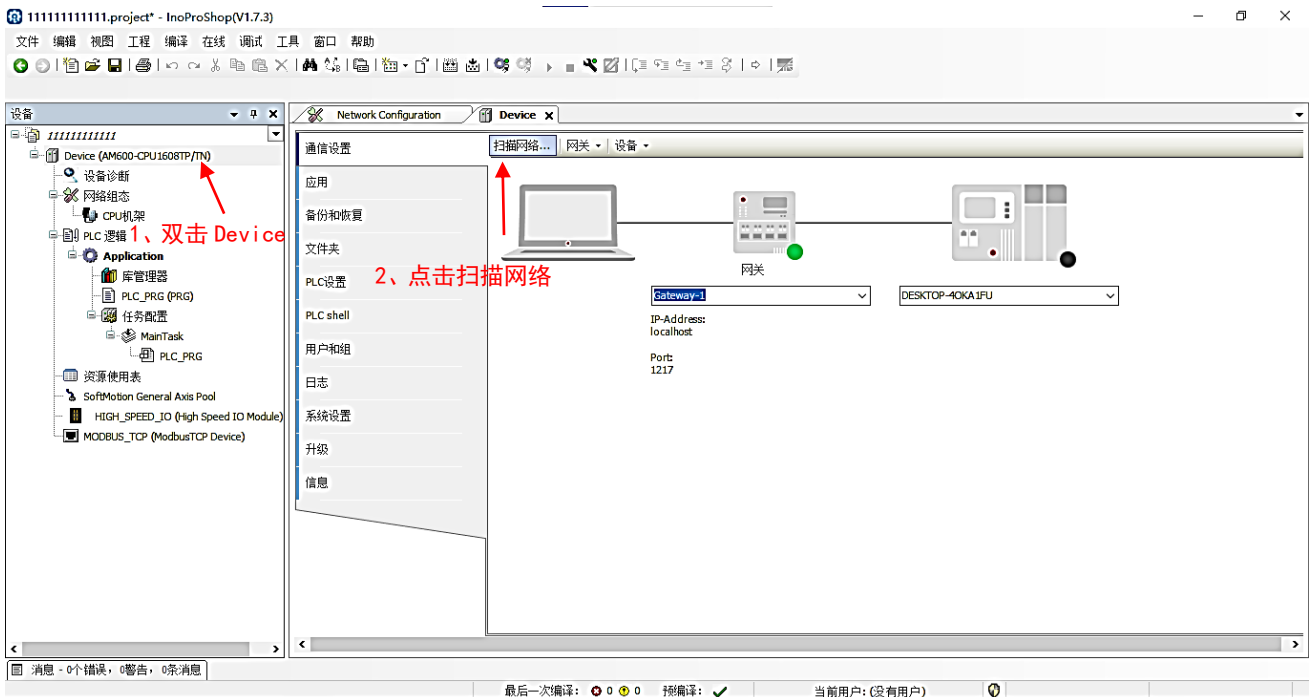 111111111111.project* - InoProShop(V1.7.3)
文件 编辑 视图 工程 编译 在线 调试 工具 窗口 帮助
设备
Network Configuration
Device
111111111111
Device (AM600-CPU1608TP/TN)
设备诊断
网络组态
CPU机架
PLC 逻辑
1、双击 Device
Application
库管理器
PLC_PRG (PRG)
任务配置
MainTask
PLC_PRG
资源使用表
SoftMotion General Axis Pool
HIGH_SPEED_IO (High Speed IO Module)
MODBUS_TCP (ModbusTCP Device)
通信设置
应用
备份和恢复
文件夹
PLC设置
PLC shell
用户和组
日志
系统设置
升级
信息
扫描网络... 网关 设备
2、点击扫描网络
网关
Gateway-1
DESKTOP-4OKA1FU
IP-Address:
localhost
Port:
1217
消息 - 0个错误, 0警告, 0条消息
最后一次编译: 0 0 预编译: 当前用户: (没有用户)